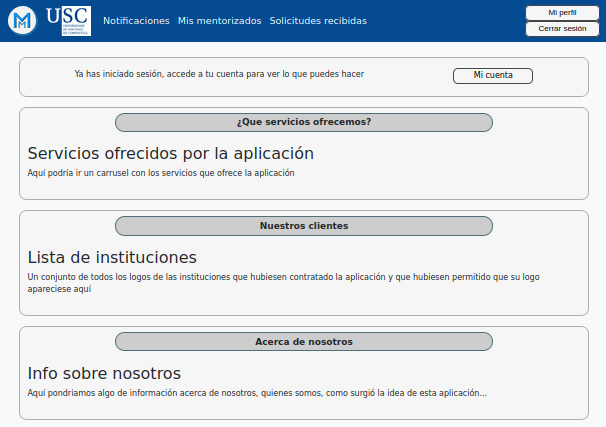 M
USC
UNIVERSIDADE
DE SANTIAGO
DE COMPOSTELA
Notificaciones Mis mentorizados Solicitudes recibidas
Mi perfil
Cerrar sesión
Ya has iniciado sesión, accede a tu cuenta para ver lo que puedes hacer
Mi cuenta
¿Que servicios ofrecemos?
Servicios ofrecidos por la aplicación
Aquí podría ir un carrusel con los servicios que ofrece la aplicación
Nuestros clientes
Lista de instituciones
Un conjunto de todos los logos de las instituciones que hubiesen contratado la aplicación y que hubiesen permitido que su logo
apareciese aquí
Acerca de nosotros
Info sobre nosotros
Aquí pondriamos algo de información acerca de nosotros, quienes somos, como surgió la idea de esta aplicación...